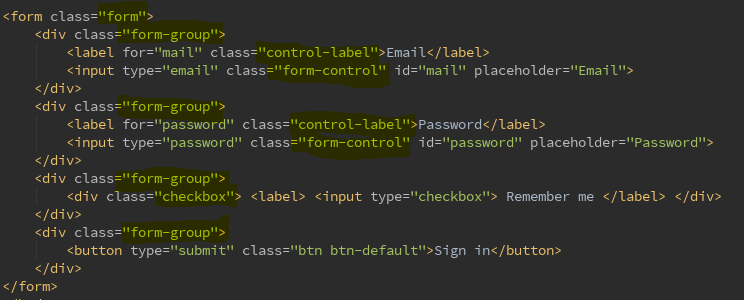 <form class="form">
<div class="form-group">
<label for="mail" class="control-label">Email</label>
<input type="email" class="form-control" id="mail" placeholder="Email">
</div>
<div class="form-group">
<label for="password" class="control-label">Password</label>
<input type="password" class="form-control" id="password" placeholder="Password">
</div>
<div class="form-group">
<div class="checkbox"> <label> <input type="checkbox"> Remember me </label> </div>
</div>
<div class="form-group">
<button type="submit" class="btn btn-default">Sign in</button>
</div>
</form>